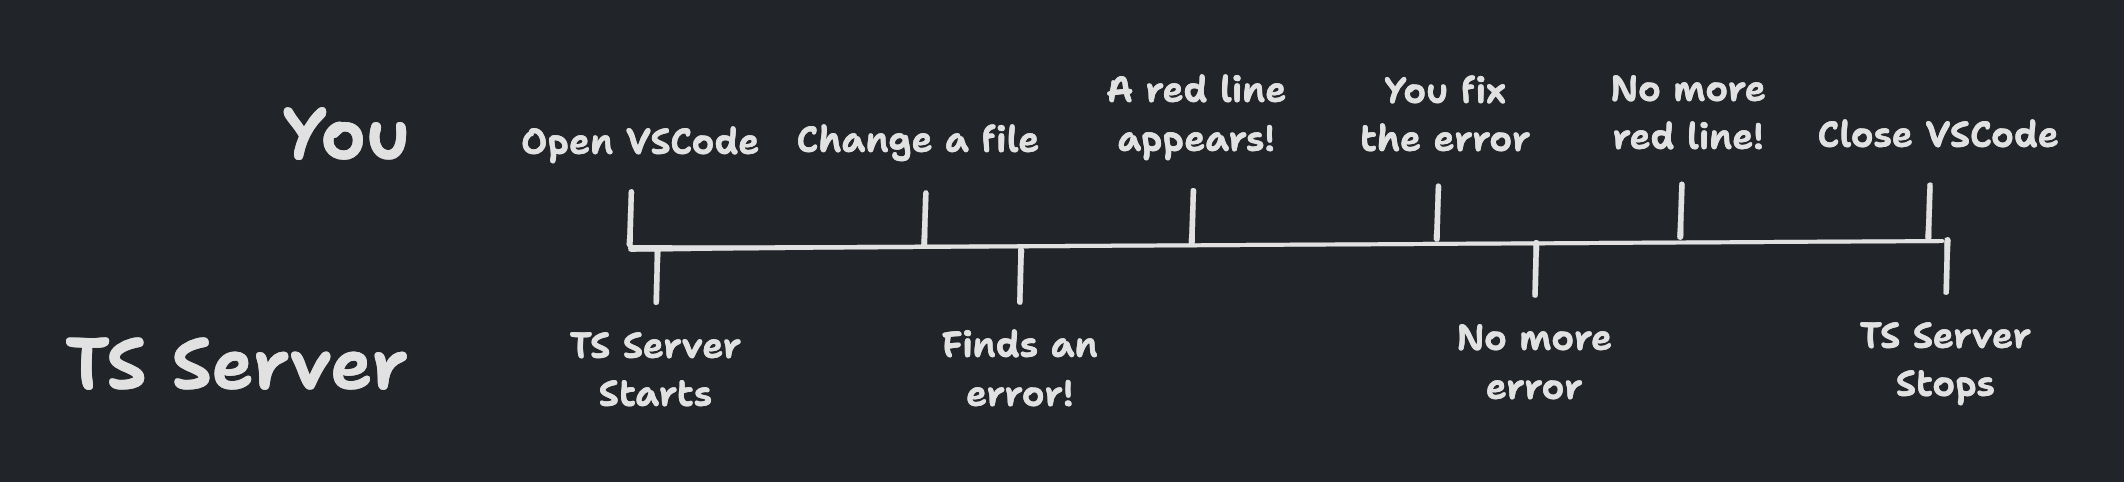 You
Open VSCode
Change a file
A red line
appears!
You fix
the error
No more
red line!
Close VSCode
TS Server
TS Server
Starts
Finds an
error!
No more
error
TS Server
Stops